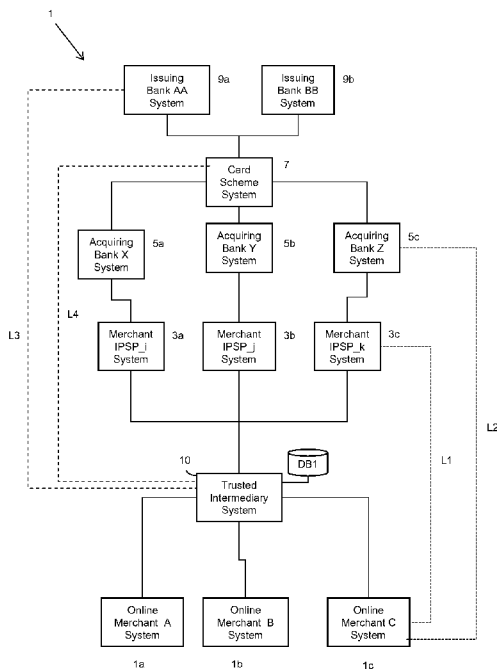 1
Issuing
Bank AA
System
9a
Issuing
Bank BB
System
9b
Card
Scheme
System
7
Acquiring
Bank X
System
5a
Acquiring
Bank Y
System
5b
Acquiring
Bank Z
System
5c
L4
L3
Merchant
IPSP_i
System
3a
Merchant
IPSP_j
System
3b
Merchant
IPSP_k
System
3c
L2
L1
10
DB1
Trusted
Intermediary
System
Online
Merchant A
System
1a
Online
Merchant B
System
1b
Online
Merchant C
System
1c